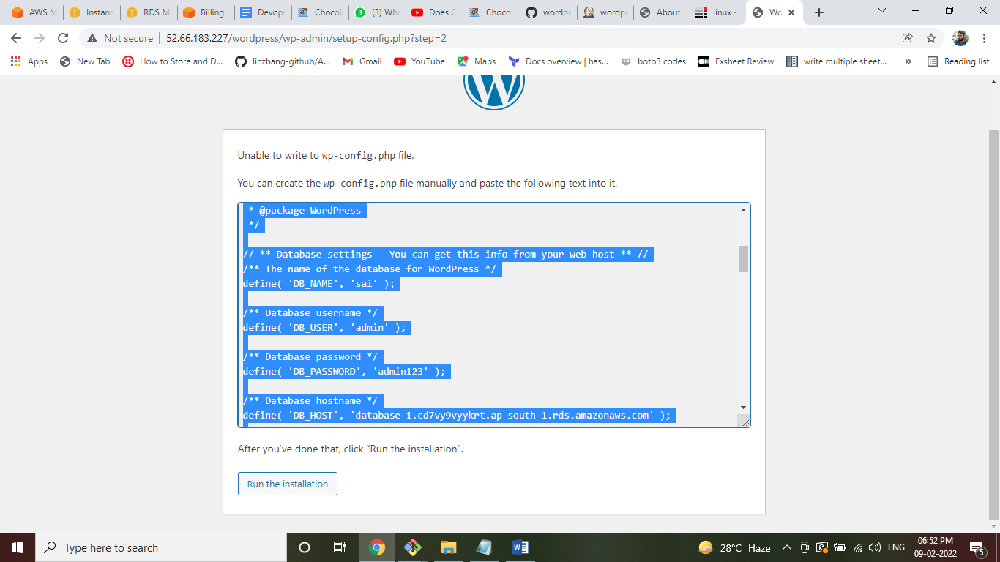 AWS M
Instanc
RDS M
Billing
Devops
Chocol
(3) Wha
Does C
Chocol
wordpr
wordpr
About
linux -
Wo
Not secure
52.66.183.227/wordpress/wp-admin/setup-config.php?step=2
Apps
New Tab
How to Store and D...
linzhang-github/A...
Gmail
YouTube
Maps
Docs overview | has...
boto3 codes
Exsheet Review
write multiple sheet...
»
Reading list
Unable to write to wp-config.php file.
You can create the wp-config.php file manually and paste the following text into it.
* @package WordPress
*/
// ** Database settings - You can get this info from your web host ** //
/** The name of the database for WordPress */
define( 'DB_NAME', 'sai' );
/** Database username */
define( 'DB_USER', 'admin' );
/** Database password */
define( 'DB_PASSWORD', 'admin123' );
/** Database hostname */
define( 'DB_HOST', 'database-1.cd7vy9vyykrt.ap-south-1.rds.amazonaws.com' );
After you’ve done that, click “Run the installation”.
Run the installation
Type here to search
28°C Haze
ENG
06:52 PM
09-02-2022
5